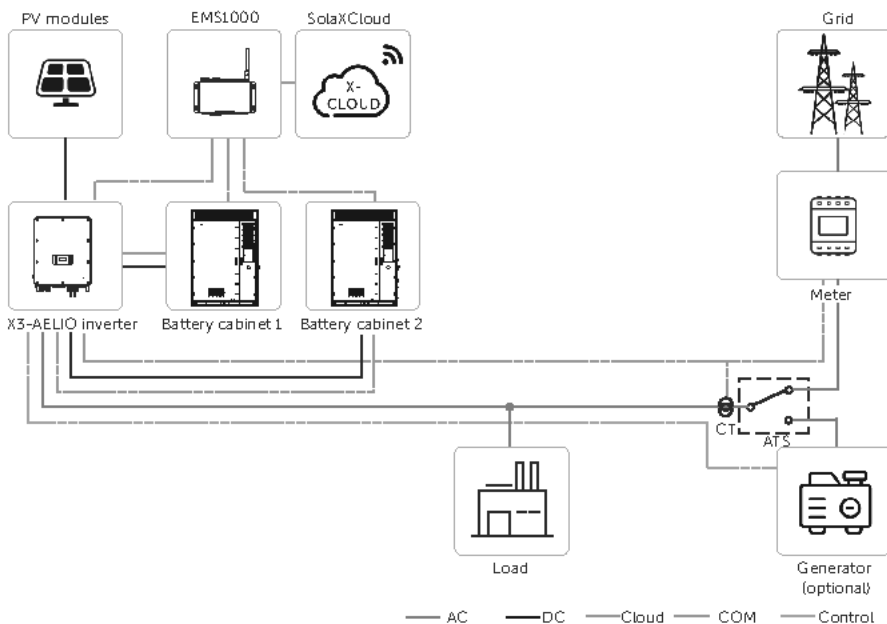 PV modules
EMS1000
SolaXCloud
Grid
X-
CLOUD
Meter
X3-AELIO inverter
Battery cabinet 1
Battery cabinet 2
CT
ATS
Load
Generator
(optional)
AC
DC
Cloud
COM
Control